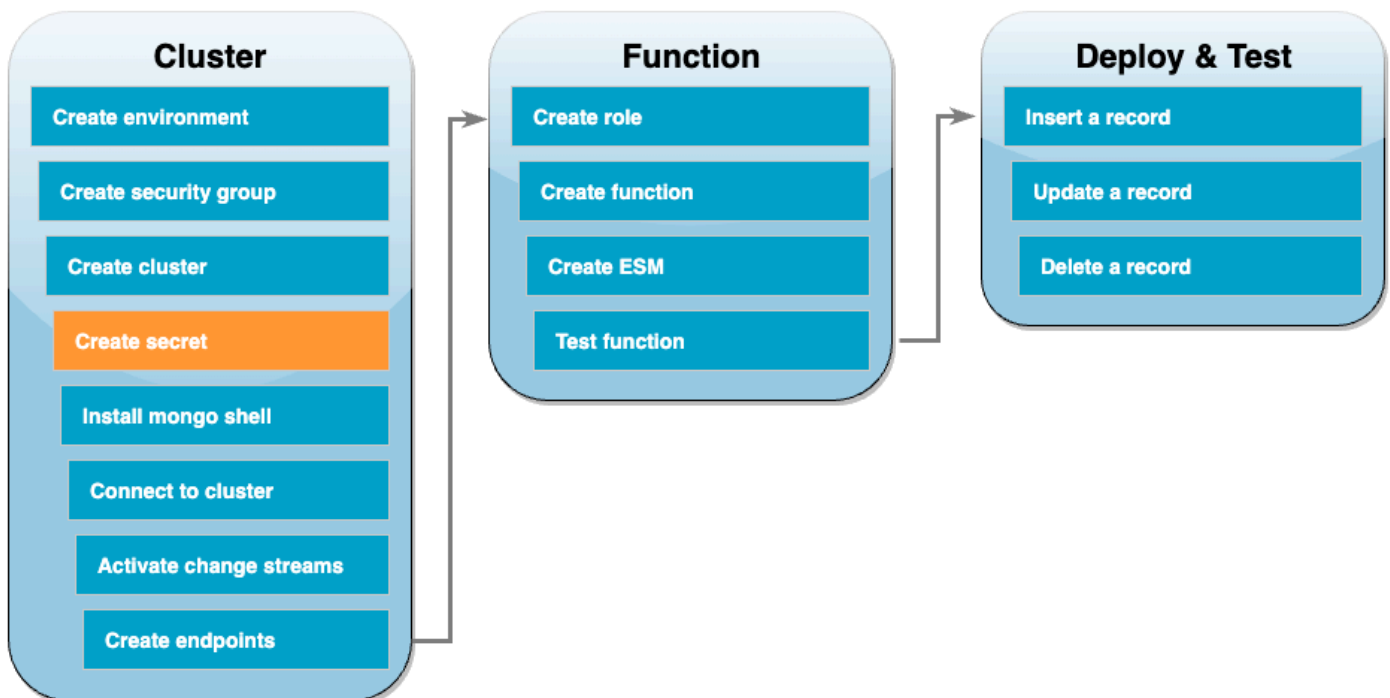 Cluster
Create environment
Create security group
Create cluster
Create secret
Install mongo shell
Connect to cluster
Activate change streams
Create endpoints
Function
Create role
Create function
Create ESM
Test function
Deploy & Test
Insert a record
Update a record
Delete a record